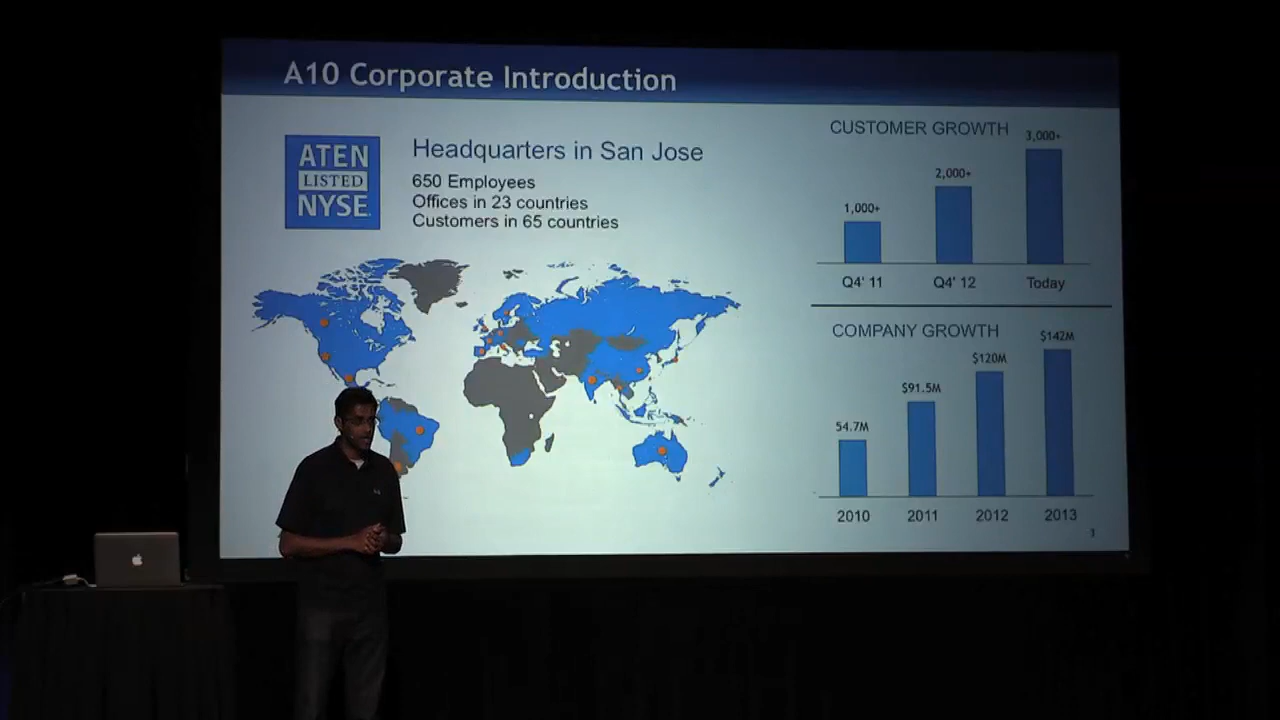 A10 Corporate Introduction
ATEN
LISTED
NYSE
Headquarters in San Jose
650 Employees
Offices in 23 countries
Customers in 65 countries
CUSTOMER GROWTH
1,000+
2,000+
3,000+
Q4' 11
Q4' 12
Today
COMPANY GROWTH
54.7M
$91.5M
$120M
$142M
2010
2011
2012
2013